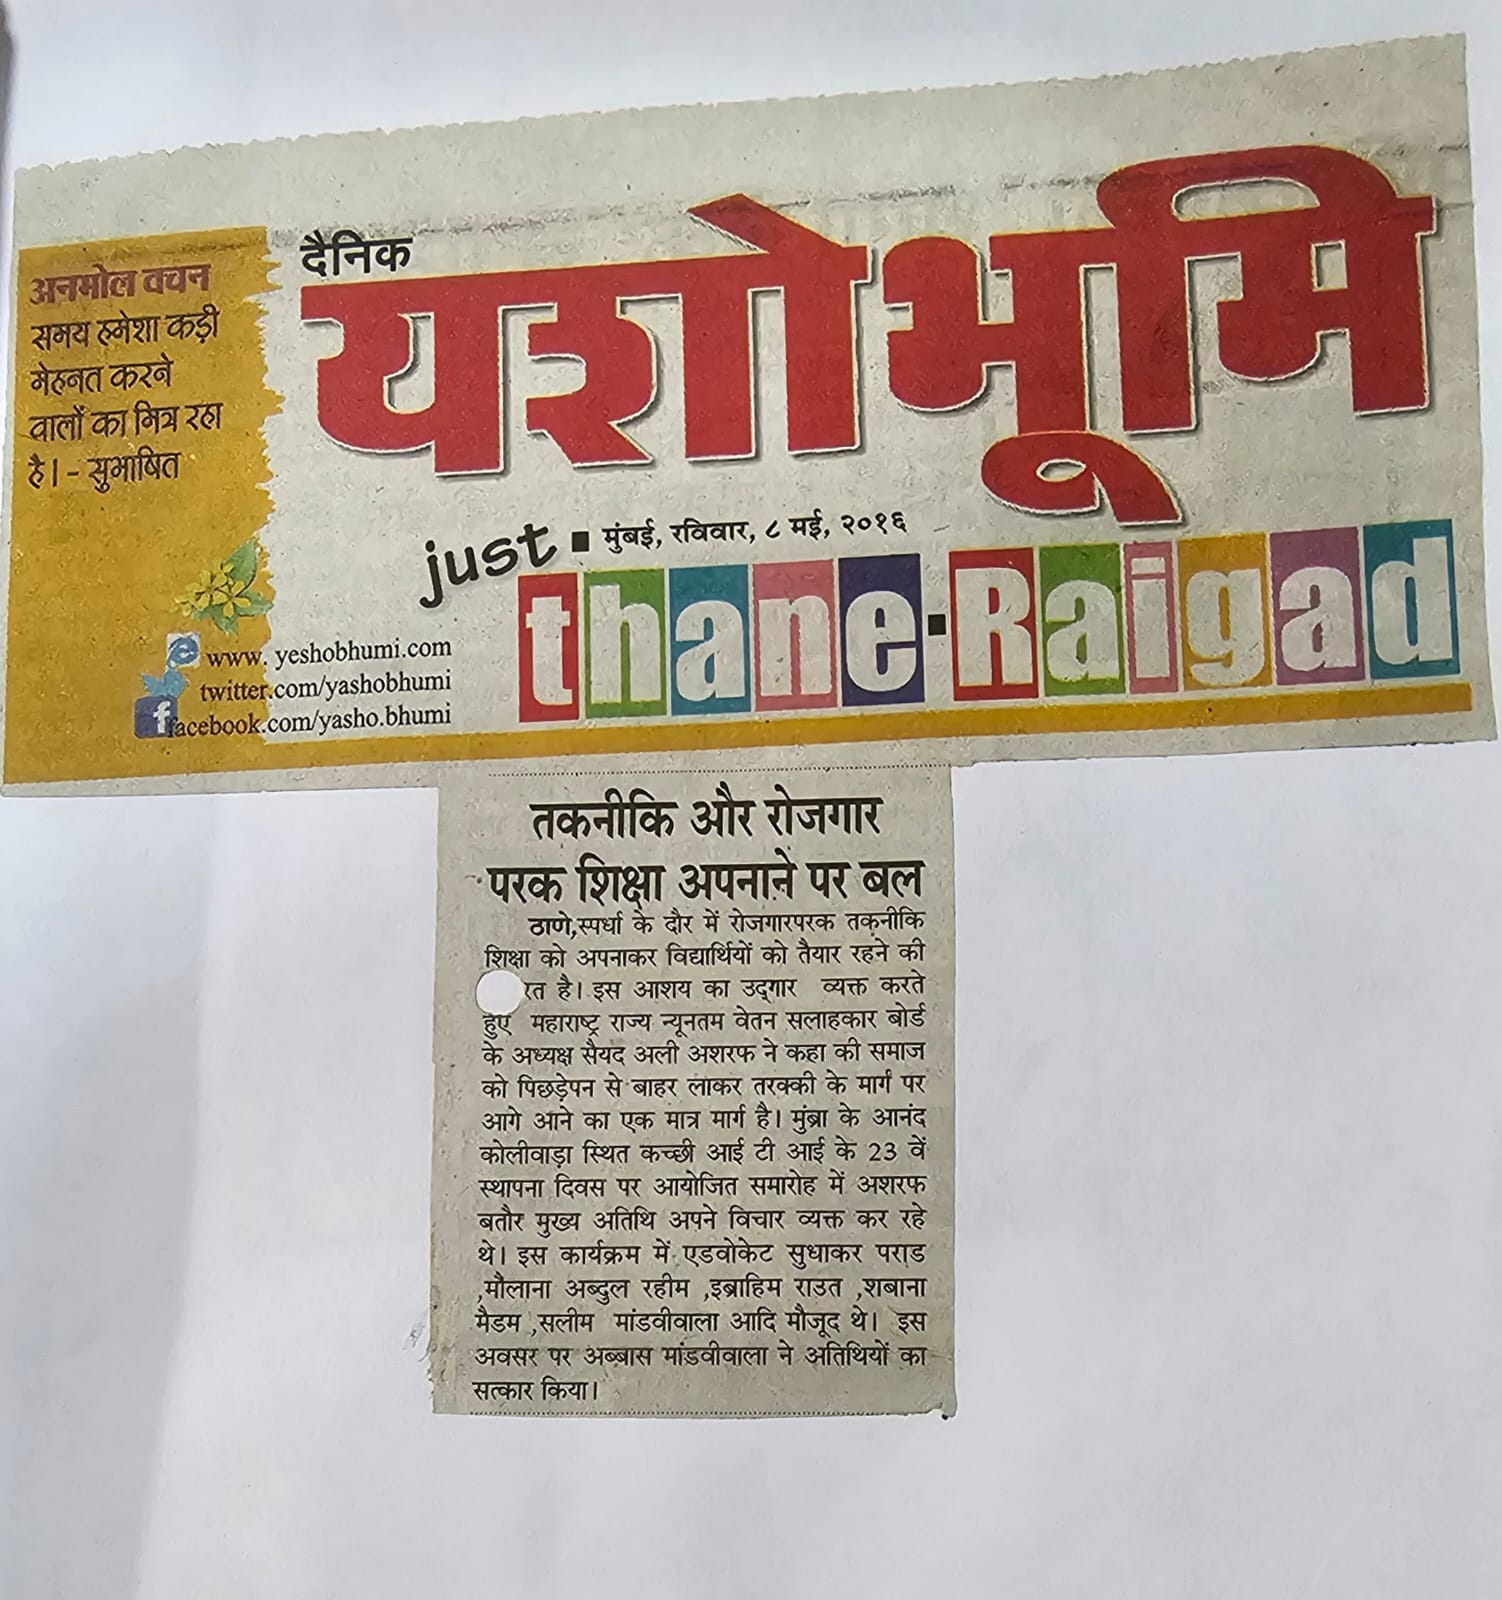 दैनिक
यशोभूमि
अनमोल वचन
समय हमेशा कड़ी
मेहनत करने
वालों का मित्र रहा
है। - सुभाषित
just ▪ मुंबई, रविवार, ८ मई, २०१६
thane▪Raigad
www. yeshobhumi.com
twitter.com/yashobhumi
facebook.com/yasho.bhumi
तकनीकि और रोजगार
परक शिक्षा अपनाने पर बल
ठाणे,स्पर्धा के दौर में रोजगारपरक तकनीकि
शिक्षा को अपनाकर विद्यार्थियों को तैयार रहने की
है। इस आशय का उद्‌गार व्यक्त करते
हुए महाराष्ट्र राज्य न्यूनतम वेतन सलाहकार बोर्ड
के अध्यक्ष सैयद अली अशरफ ने कहा की समाज
को पिछड़ेपन से बाहर लाकर तरक्की के मार्ग पर
आगे आने का एक मात्र मार्ग है। मुंब्रा के आनंद
कोलीवाड़ा स्थित कच्छी आई टी आई के 23 वें
स्थापना दिवस पर आयोजित समारोह में अशरफ
बतौर मुख्य अतिथि अपने विचार व्यक्त कर रहे
थे। इस कार्यक्रम में एडवोकेट सुधाकर पराड
,मौलाना अब्दुल रहीम ,इब्राहिम राउत ,शबाना
मैडम ,सलीम मांडवीवाला आदि मौजूद थे। इस
अवसर पर अब्बास मांडवीवाला ने अतिथियों का
सत्कार किया।